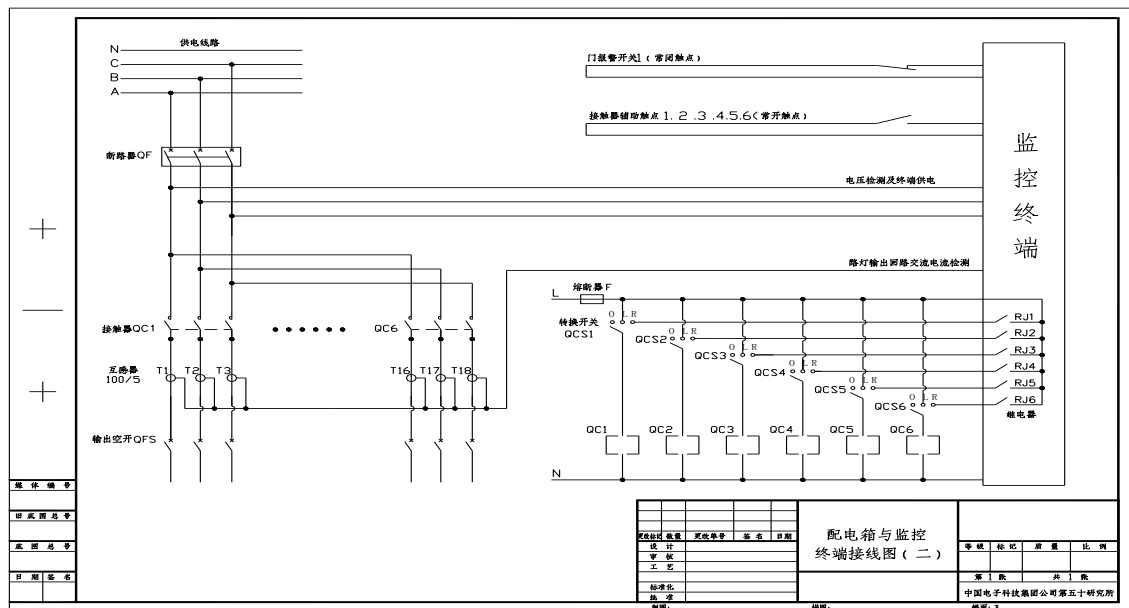 供电线路
N
C
B
A
断路器QF
接触器QC1
QC6
互感器
100/5
T1 T2 T3
T16 T17 T18
输出空开QFS
门报警开关1（常闭触点）
接触器辅助触点1. 2 .3 .4.5.6(常开触点)
电压检测及终端供电
路灯输出回路交流电流检测
监控终端
L
熔断器F
转换开关
QCS1
O L R
RJ1
QCS2
O L R
RJ2
QCS3
O L R
RJ3
QCS4
O L R
RJ4
QCS5
O L R
RJ5
QCS6
O L R
RJ6
继电器
QC1 QC2 QC3 QC4 QC5 QC6
N
媒体编号
旧底图总号
底图总号
日期 签名
更改标记 数量 更改单号 签名 日期
设计
审核
工艺
标准化
批准
配电箱与监控
终端接线图（二）
等级 标记 质量 比例
第 1 张 共 1 张
中国电子科技集团公司第五十研究所